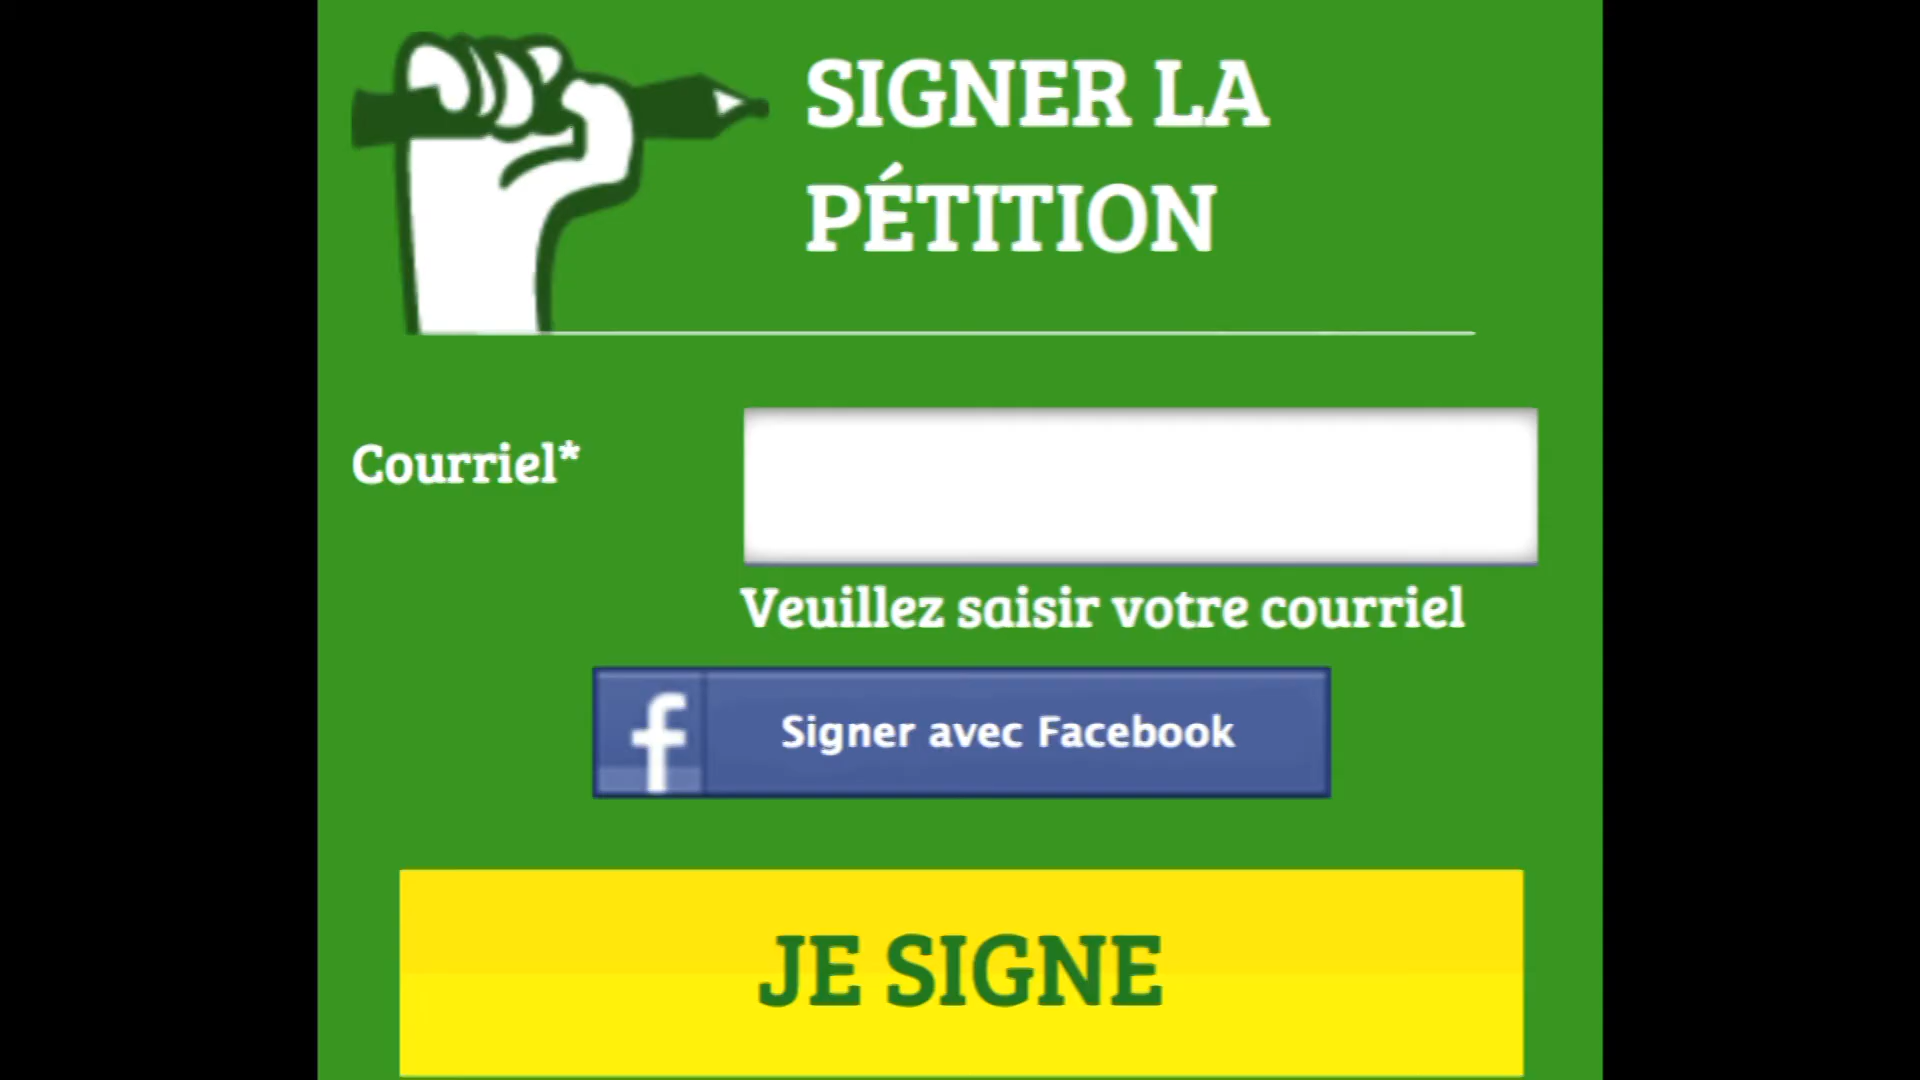 SIGNER LA
PÉTITION
Courriel*
Veuillez saisir votre courriel
f
Signer avec Facebook
JE SIGNE